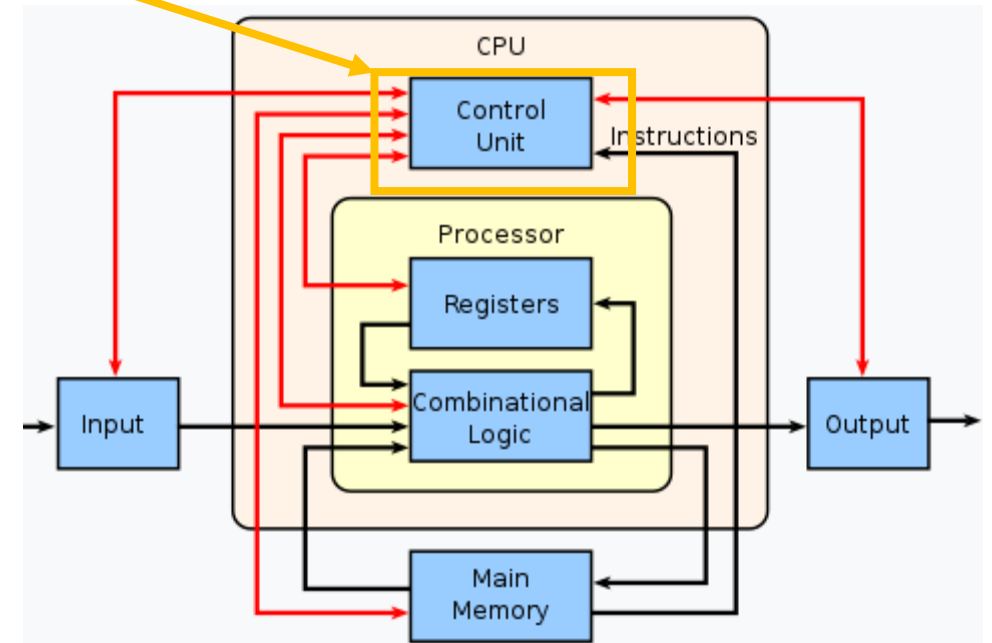 CPU
Control
Unit
Instructions
Processor
Registers
Combinational
Logic
Input
Output
Main
Memory